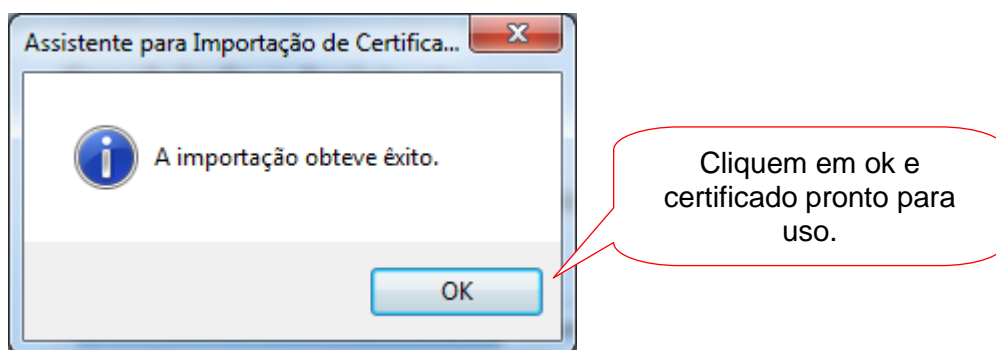 Assistente para Importação de Certifica...
A importação obteve êxito.
OK
Cliquem em ok e
certificado pronto para
uso.